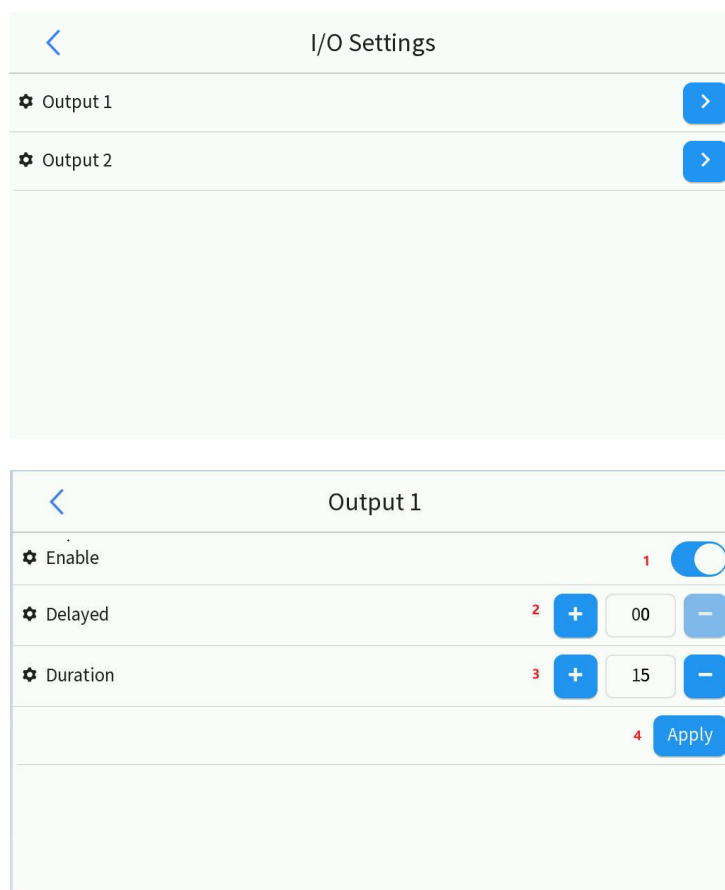 I/O Settings
Output 1
Output 2
Output 1
Enable 1
Delayed 2 + 00 -
Duration 3 + 15 -
4 Apply